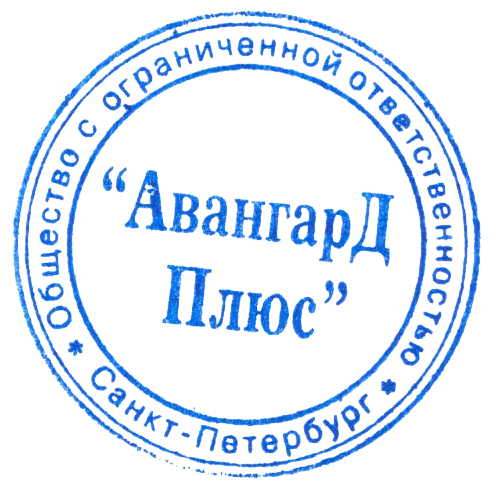 Общество с ограниченной ответственностью
“АвангарД
Плюс”
* Санкт-Петербург *